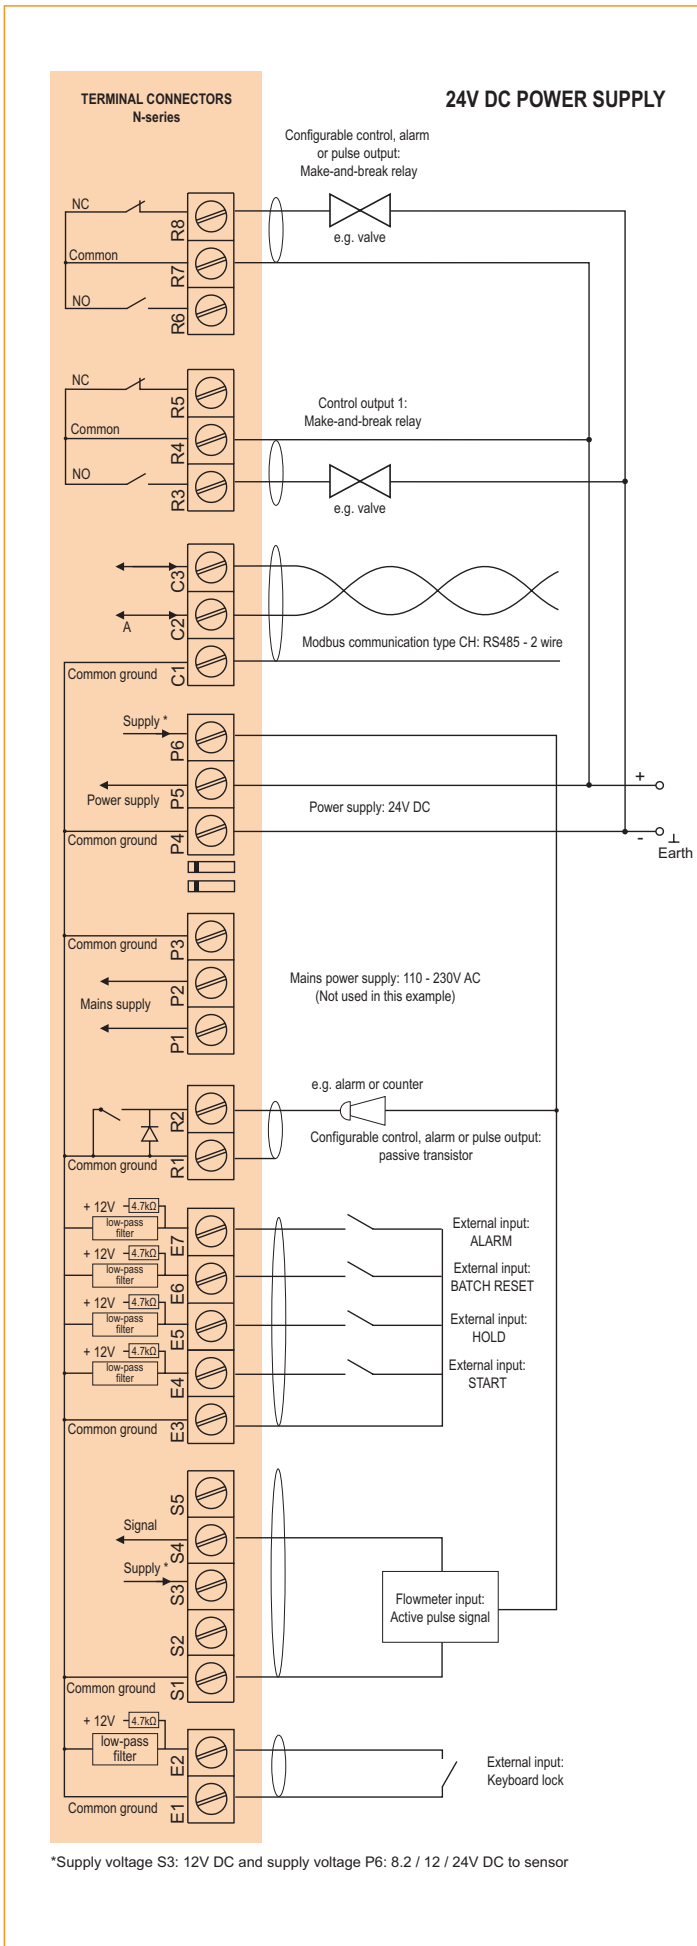 TERMINAL CONNECTORS
N-series
24V DC POWER SUPPLY
Configurable control, alarm
or pulse output:
Make-and-break relay
NC
R8
e.g. valve
Common
R7
NO
R6
NC
R5
Control output 1:
Make-and-break relay
Common
R4
NO
R3
e.g. valve
C3
A
C2
Modbus communication type CH: RS485 - 2 wire
Common ground
C1
Supply *
P6
+
Power supply
P5
Power supply: 24V DC
Common ground
P4
-
Earth
Common ground
P3
Mains power supply: 110 - 230V AC
(Not used in this example)
P2
Mains supply
P1
e.g. alarm or counter
R2
Configurable control, alarm or pulse output:
passive transistor
Common ground
R1
+ 12V
4.7kΩ
low-pass
filter
E7
External input:
ALARM
+ 12V
4.7kΩ
low-pass
filter
E6
External input:
BATCH RESET
+ 12V
4.7kΩ
low-pass
filter
E5
External input:
HOLD
+ 12V
4.7kΩ
low-pass
filter
E4
External input:
START
Common ground
E3
S5
Signal
S4
Supply *
S3
Flowmeter input:
Active pulse signal
S2
Common ground
S1
+ 12V
4.7kΩ
low-pass
filter
E2
External input:
Keyboard lock
Common ground
E1
*Supply voltage S3: 12V DC and supply voltage P6: 8.2 / 12 / 24V DC to sensor